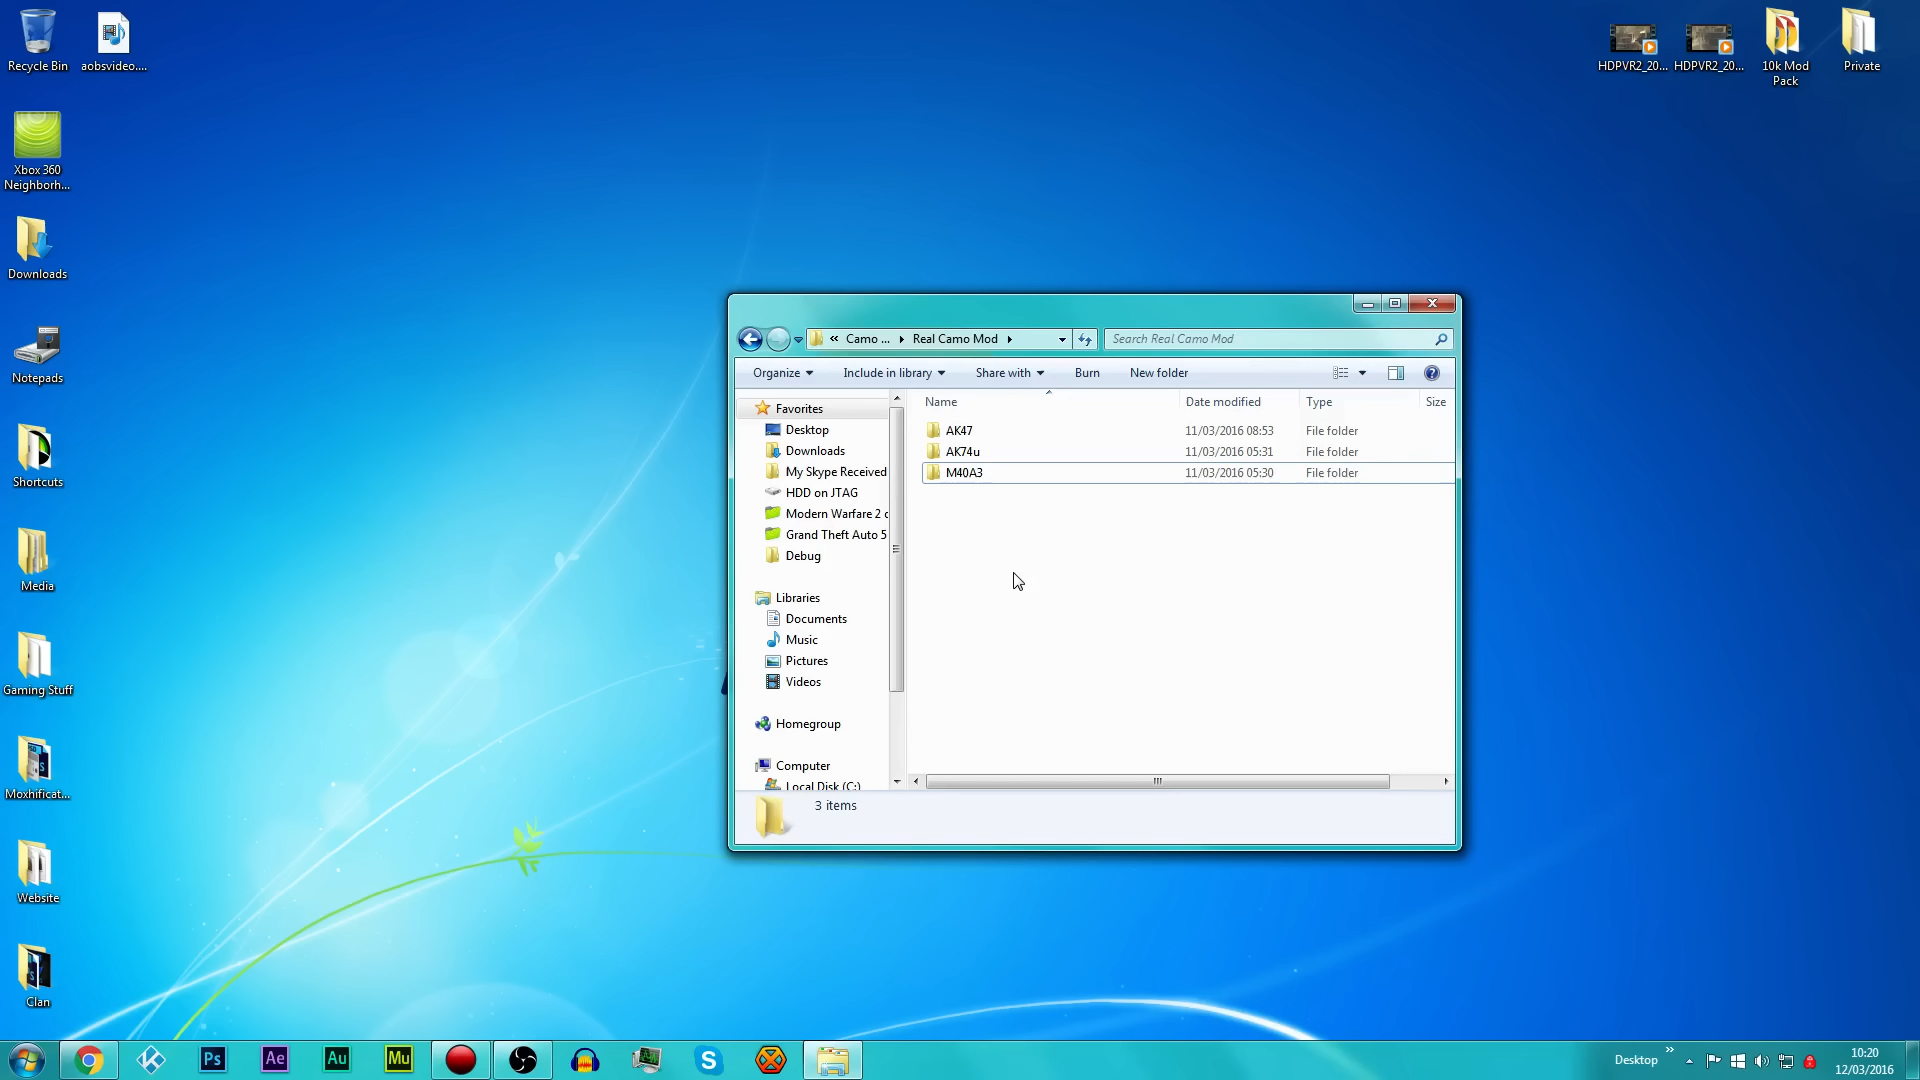 Recycle Bin
aobsvideo....
Xbox 360
Neighborh...
Downloads
Notepads
Shortcuts
Media
Gaming Stuff
Moxhificat...
Website
Clan
HDPVR2_20...
HDPVR2_20...
10k Mod
Pack
Private
« Camo ... Real Camo Mod
Search Real Camo Mod
Organize Include in library Share with Burn New folder
Name Date modified Type Size
AK47 11/03/2016 08:53 File folder
AK74u 11/03/2016 05:31 File folder
M40A3 11/03/2016 05:30 File folder
Favorites
Desktop
Downloads
My Skype Received
HDD on JTAG
Modern Warfare 2 c
Grand Theft Auto 5
Debug
Libraries
Documents
Music
Pictures
Videos
Homegroup
Computer
Local Disk (C:)
3 items
Ps Ae Au Mu S
Desktop »
10:20
12/03/2016